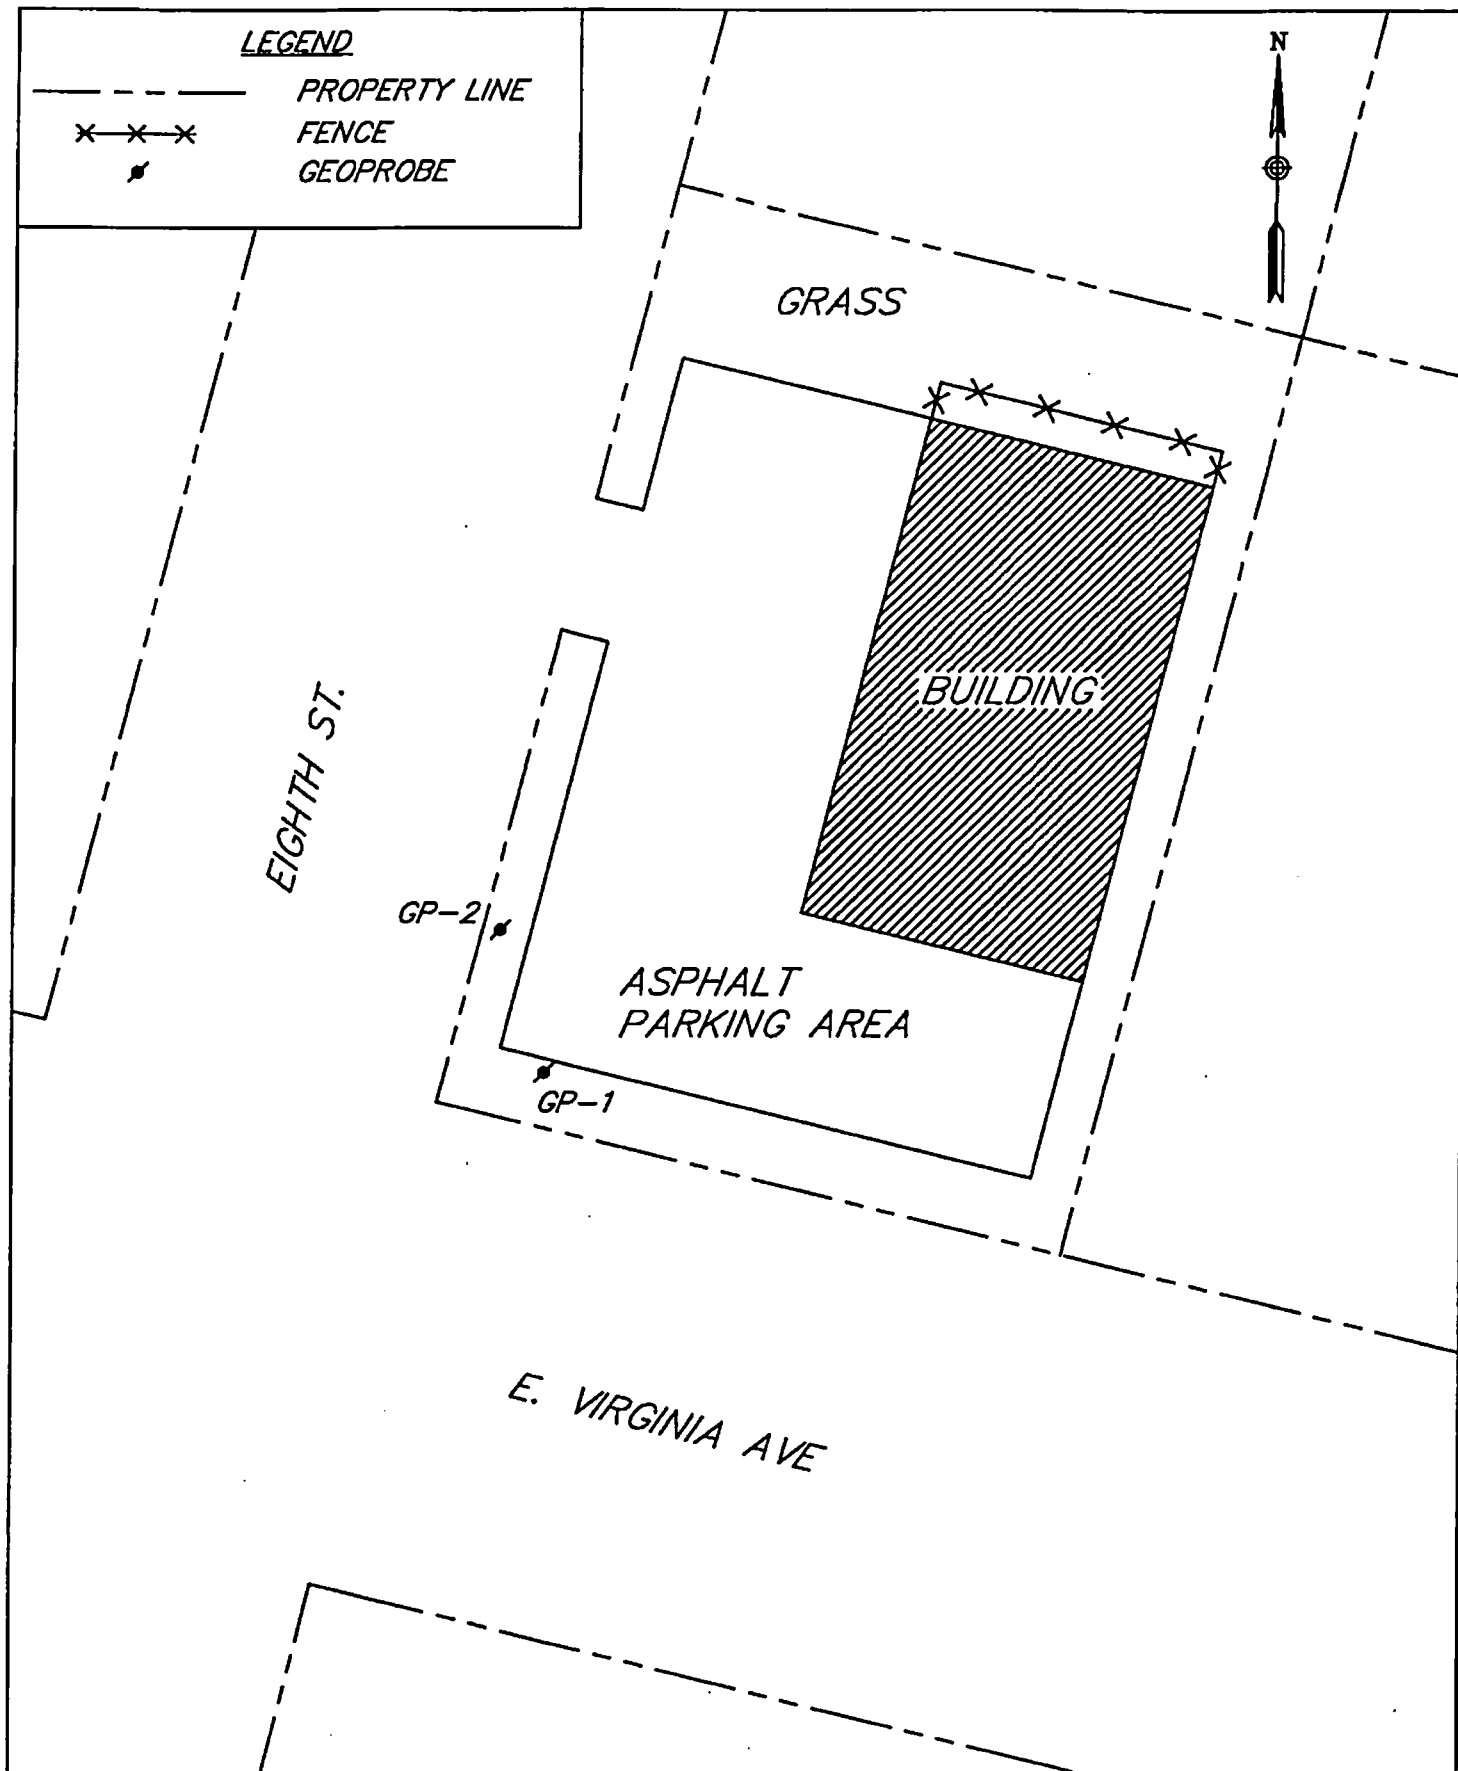 LEGEND
PROPERTY LINE
FENCE
GEOPROBE
N
GRASS
BUILDING
EIGHTH ST.
GP-2
ASPHALT
PARKING AREA
GP-1
E. VIRGINIA AVE